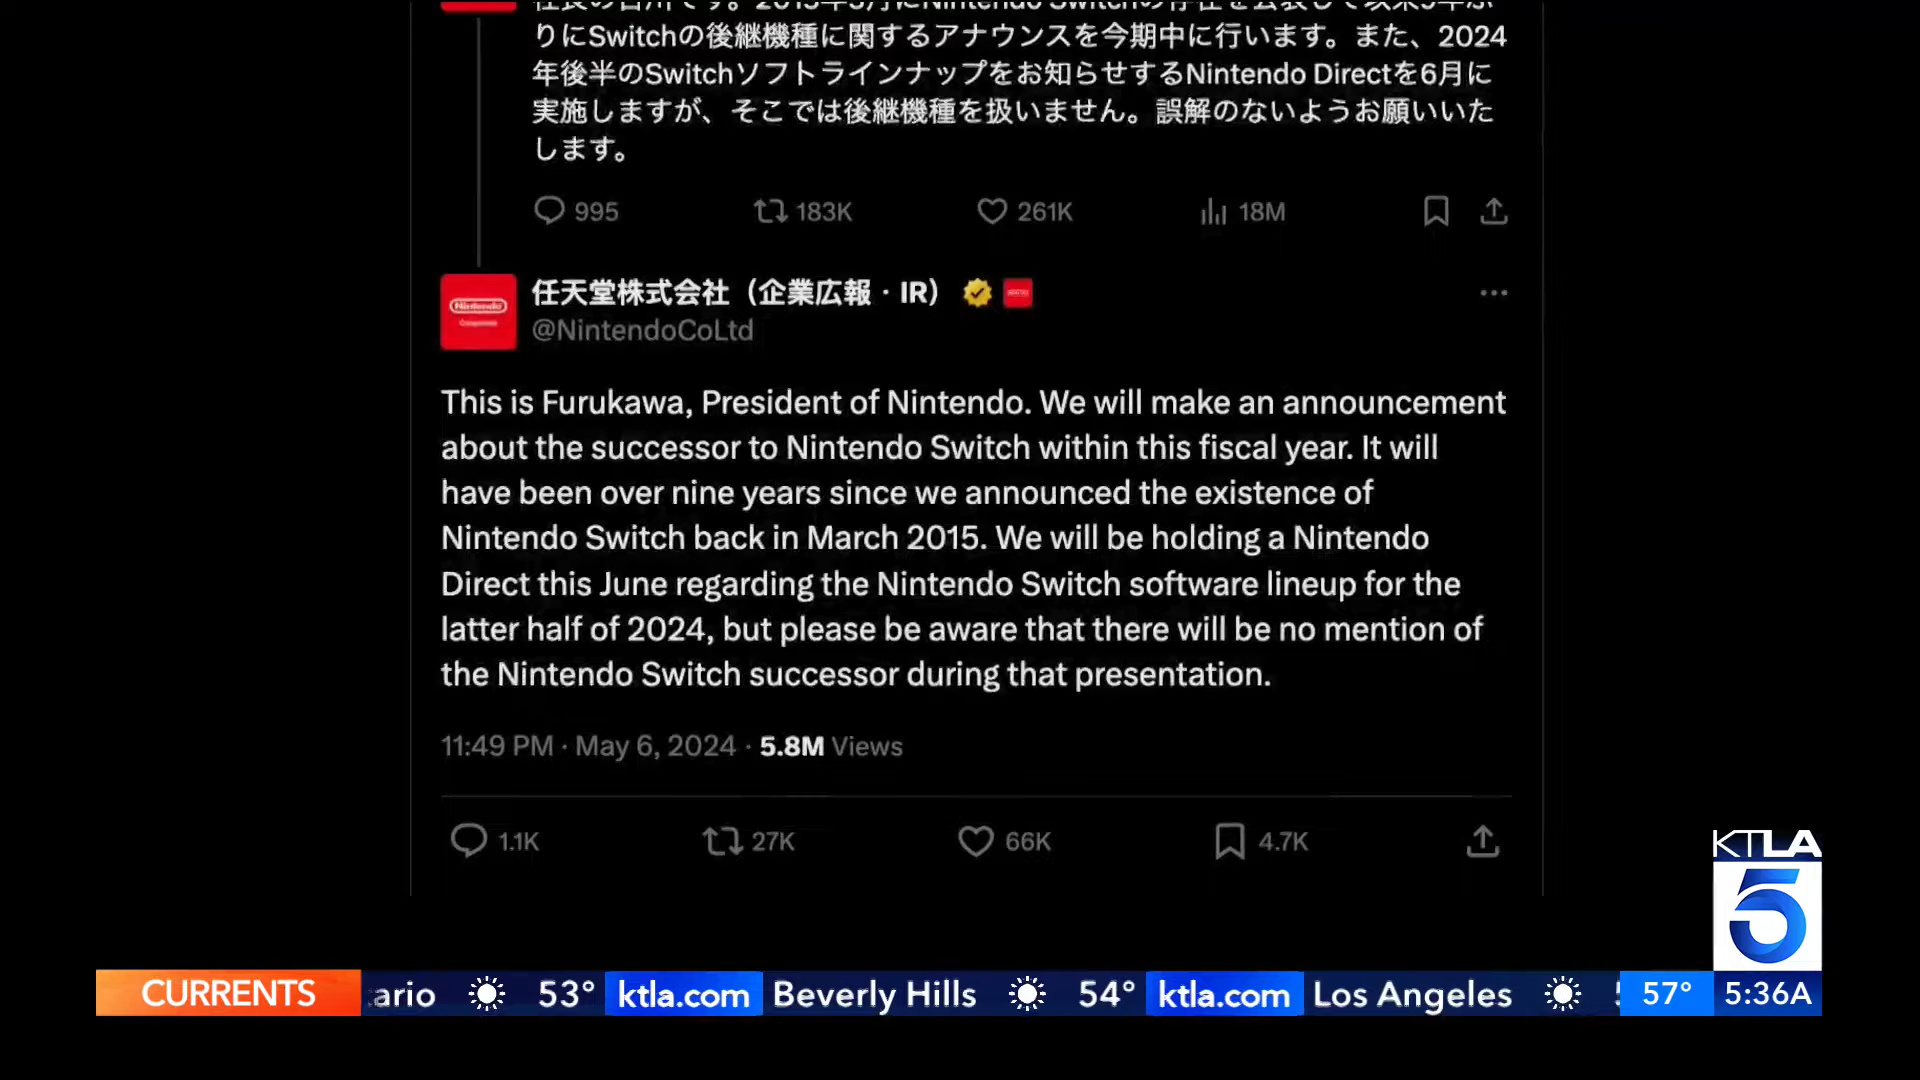 りにSwitchの後継機種に関するアナウンスを今期中に行います。また、2024
年後半のSwitchソフトラインナップをお知らせするNintendo Directを6月に
実施しますが、そこでは後継機種を扱いません。誤解のないようお願いいた
します。
995 183K 261K 18M
任天堂株式会社（企業広報・IR）
Nintendo
@NintendoCoLtd
This is Furukawa, President of Nintendo. We will make an announcement
about the successor to Nintendo Switch within this fiscal year. It will
have been over nine years since we announced the existence of
Nintendo Switch back in March 2015. We will be holding a Nintendo
Direct this June regarding the Nintendo Switch software lineup for the
latter half of 2024, but please be aware that there will be no mention of
the Nintendo Switch successor during that presentation.
11:49 PM · May 6, 2024 · 5.8M Views
1.1K 27K 66K 4.7K
KTLA
5
CURRENTS ario 53° ktla.com Beverly Hills 54° ktla.com Los Angeles 57° 5:36A